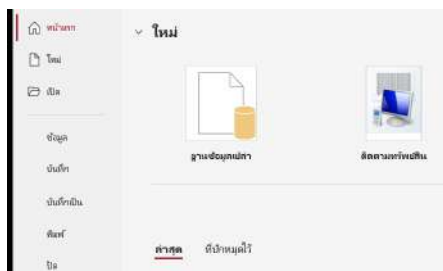 หน้าแรก
ใหม่
เปิด
ข้อมูล
บันทึก
บันทึกเป็น
พิมพ์
ปิด
ใหม่
ฐานข้อมูลเปล่า
ติดตามทรัพย์สิน
ล่าสุด
ที่ปักหมุดไว้